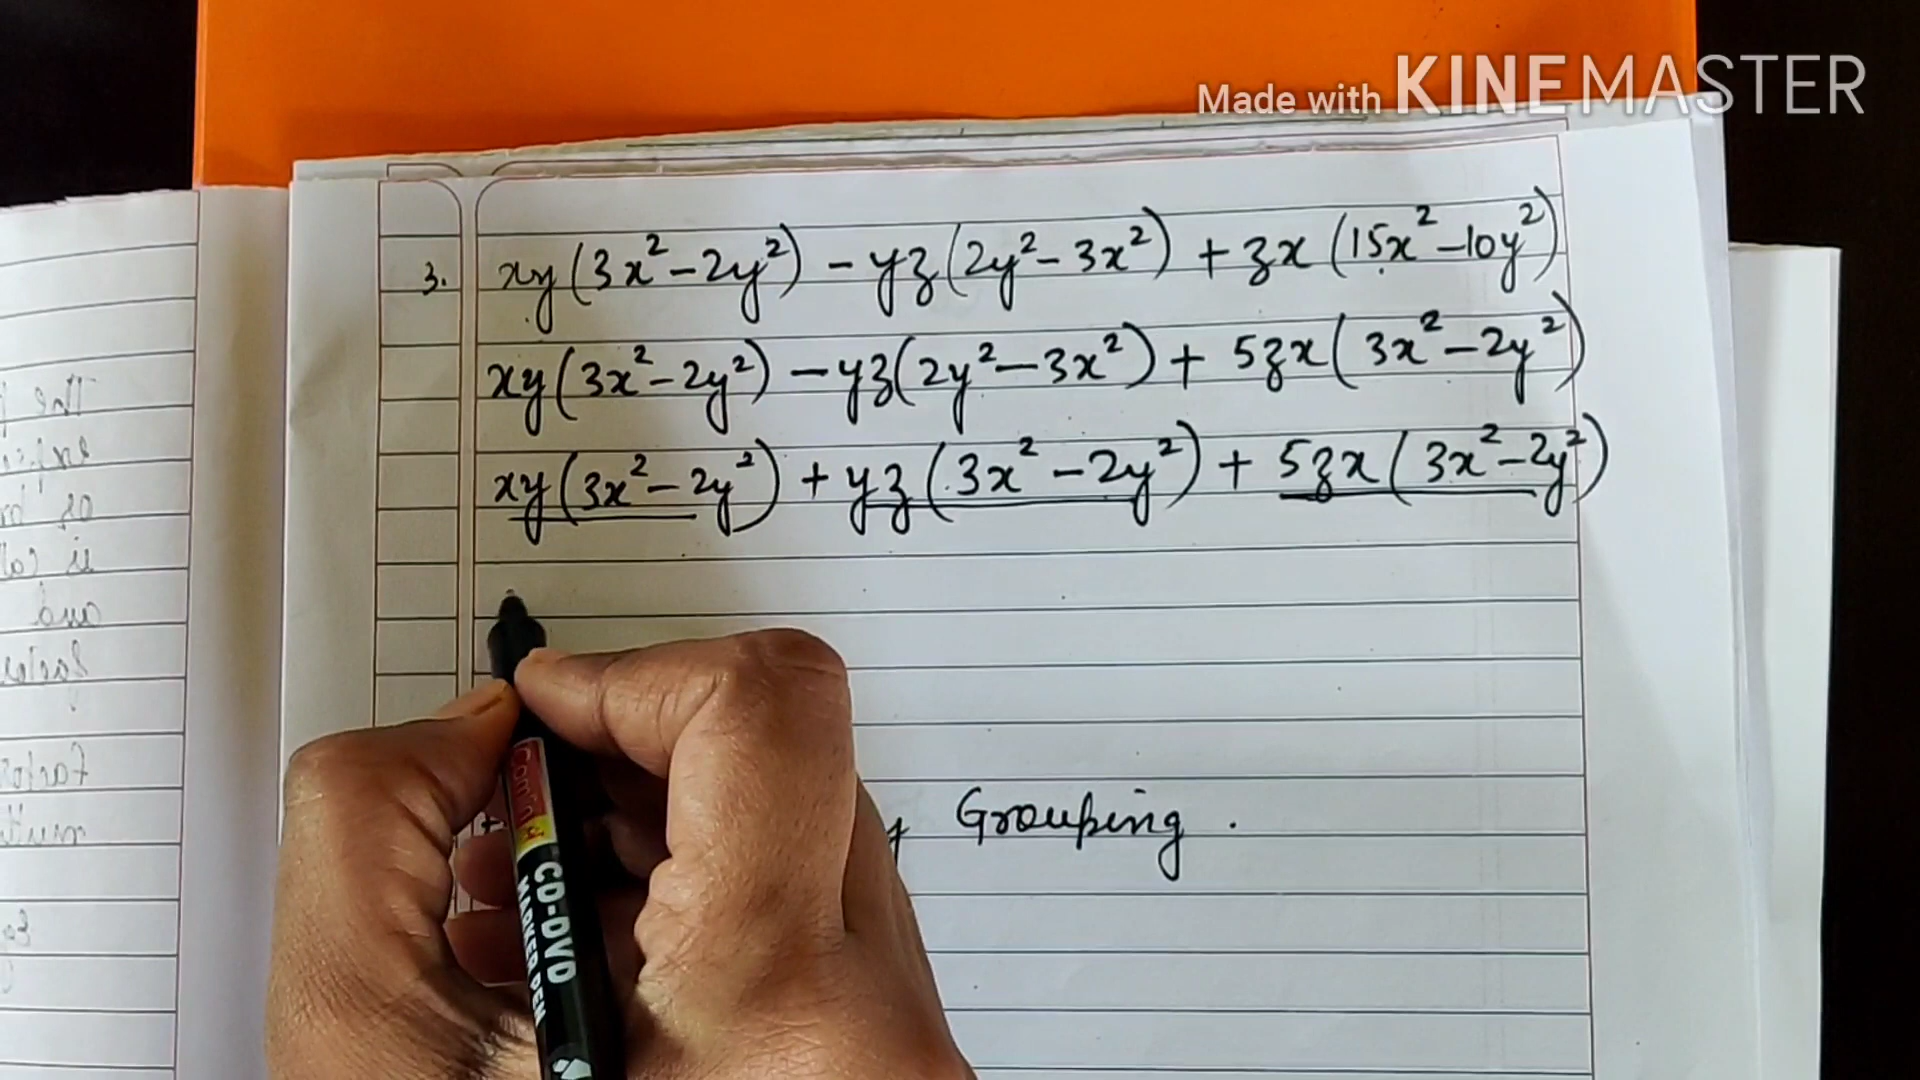 Made with KINEMASTER
3. xy(3x² - 2y²) - yz(2y² - 3x²) + zx(15x² - 10y²)
xy(3x² - 2y²) - yz(2y² - 3x²) + 5zx(3x² - 2y²)
xy(3x² - 2y²) + yz(3x² - 2y²) + 5zx(3x² - 2y²)
Grouping.
CD-DVD
MARKER PEN